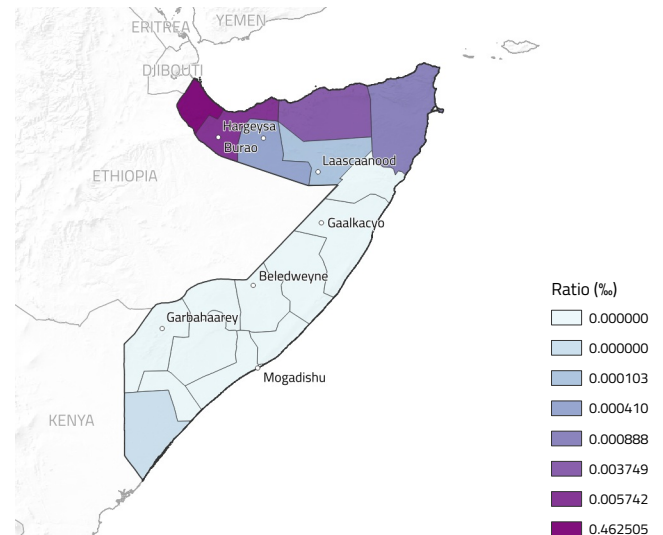 YEMEN
ERITREA
DJIBOUTI
Hargeysa
Burao
Laascaanood
ETHIOPIA
Gaalkacyo
Beledweyne
Garbahaarey
Mogadishu
KENYA
Ratio (‰)
0.000000
0.000000
0.000103
0.000410
0.000888
0.003749
0.005742
0.462505